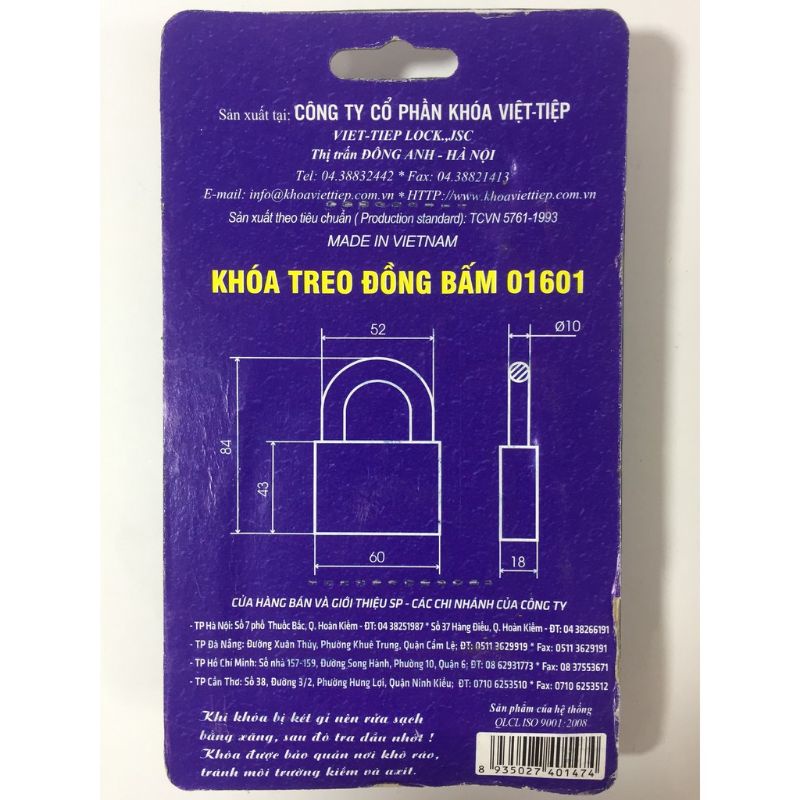 Sản xuất tại: CÔNG TY CỔ PHẦN KHÓA VIỆT-TIỆP
VIET-TIEP LOCK.,JSC
Thị trấn ĐÔNG ANH - HÀ NỘI
Tel: 04.38832442 * Fax: 04.38821413
E-mail: info@khoaviettiep.com.vn * HTTP://www.khoaviettiep.com.vn
Sản xuất theo tiêu chuẩn ( Production standard): TCVN 5761-1993
MADE IN VIETNAM
KHÓA TREO ĐỒNG BẤM 01601
52
Ø10
84
43
60
18
CỬA HÀNG BÁN VÀ GIỚI THIỆU SP - CÁC CHI NHÁNH CỦA CÔNG TY
- TP Hà Nội: Số 7 phố Thuốc Bắc, Q. Hoàn Kiếm - ĐT: 04 38251987 * Số 37 Hàng Điếu, Q. Hoàn Kiếm - ĐT: 04 38266191
- TP Đà Nẵng: Đường Xuân Thủy, Phường Khuê Trung, Quận Cẩm Lệ; ĐT: 0511 3629919 * Fax: 0511 3629191
- TP Hồ Chí Minh: Số nhà 157-159, Đường Song Hành, Phường 10, Quận 6; ĐT: 08 62931773 * Fax: 08 37553671
- TP Cần Thơ: Số 38, Đường 3/2, Phường Hưng Lợi, Quận Ninh Kiều; ĐT: 0710 6253510 * Fax: 0710 6253512
Khi khóa bị kẹt gỉ nên rửa sạch
bằng xăng, sau đó tra dầu nhờt !
Khóa được bảo quản nơi khô ráo,
tránh môi trường kiềm và axit.
Sản phẩm của hệ thống
QLCL ISO 9001:2008
8 935027 401474